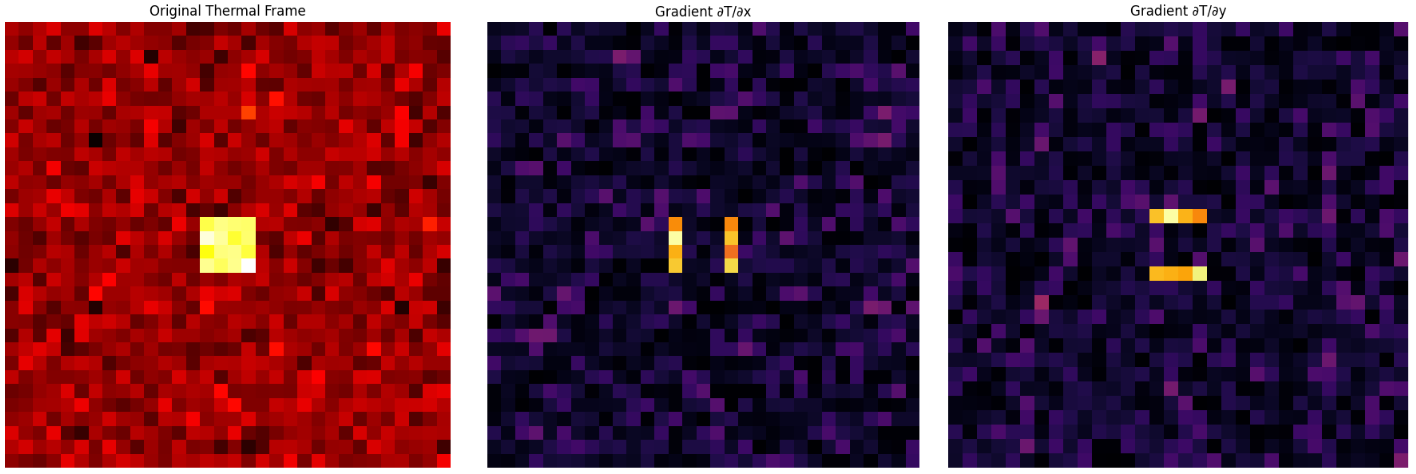 Original Thermal Frame
Gradient ∂T/∂x
Gradient ∂T/∂y